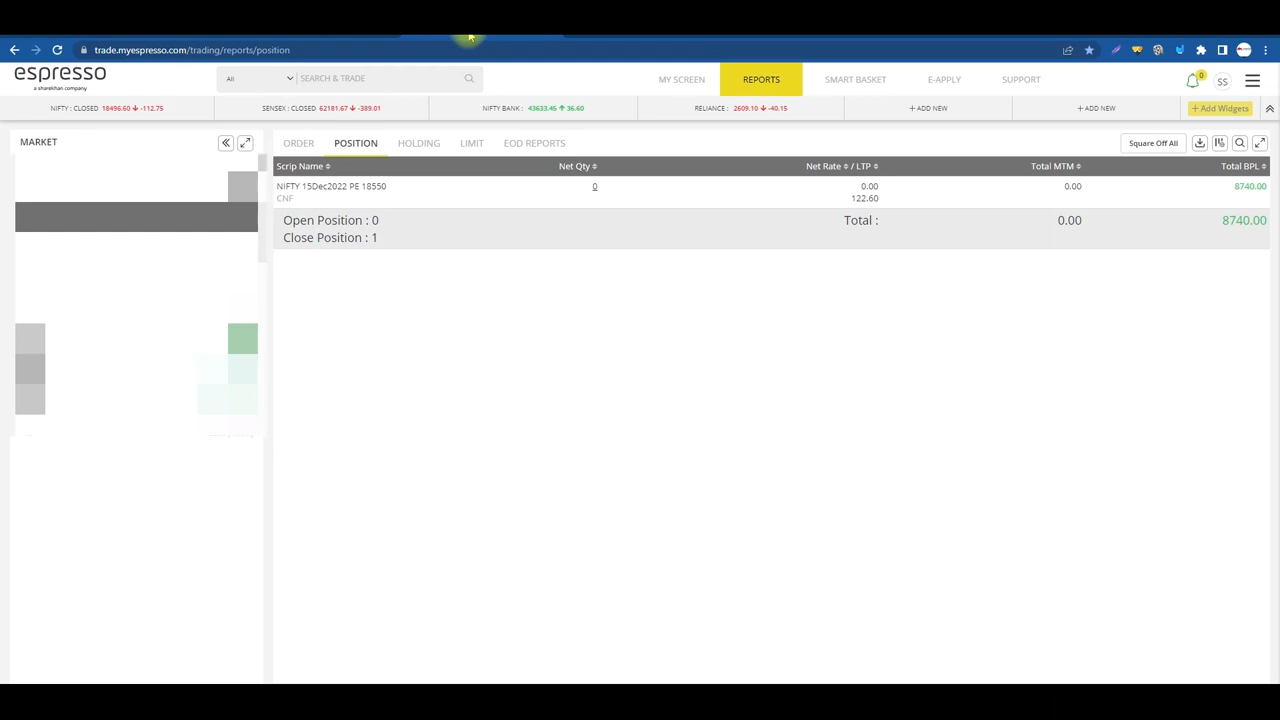 trade.myespresso.com/trading/reports/position
espresso
a sharekhan company
All
SEARCH & TRADE
MY SCREEN
REPORTS
SMART BASKET
E-APPLY
SUPPORT
0
SS
NIFTY : CLOSED 18496.60 -112.75
SENSEX : CLOSED 62181.67 -389.01
NIFTY BANK : 43633.45 36.60
RELIANCE : 2609.10 -40.15
+ ADD NEW
+ ADD NEW
+ Add Widgets
MARKET
ORDER POSITION HOLDING LIMIT EOD REPORTS
Square Off All
Scrip Name Net Qty Net Rate / LTP Total MTM Total BPL
NIFTY 15Dec2022 PE 18550 0 0.00 0.00 8740.00
CNF 122.60
Open Position : 0 Total : 0.00 8740.00
Close Position : 1